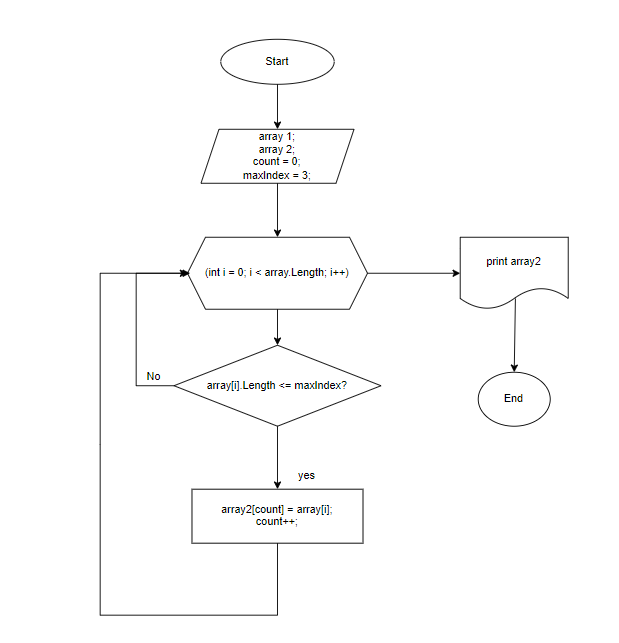 Start
array 1;
array 2;
count = 0;
maxIndex = 3;
(int i = 0; i < array.Length; i++)
print array2
No
array[i].Length <= maxIndex?
End
yes
array2[count] = array[i];
count++;